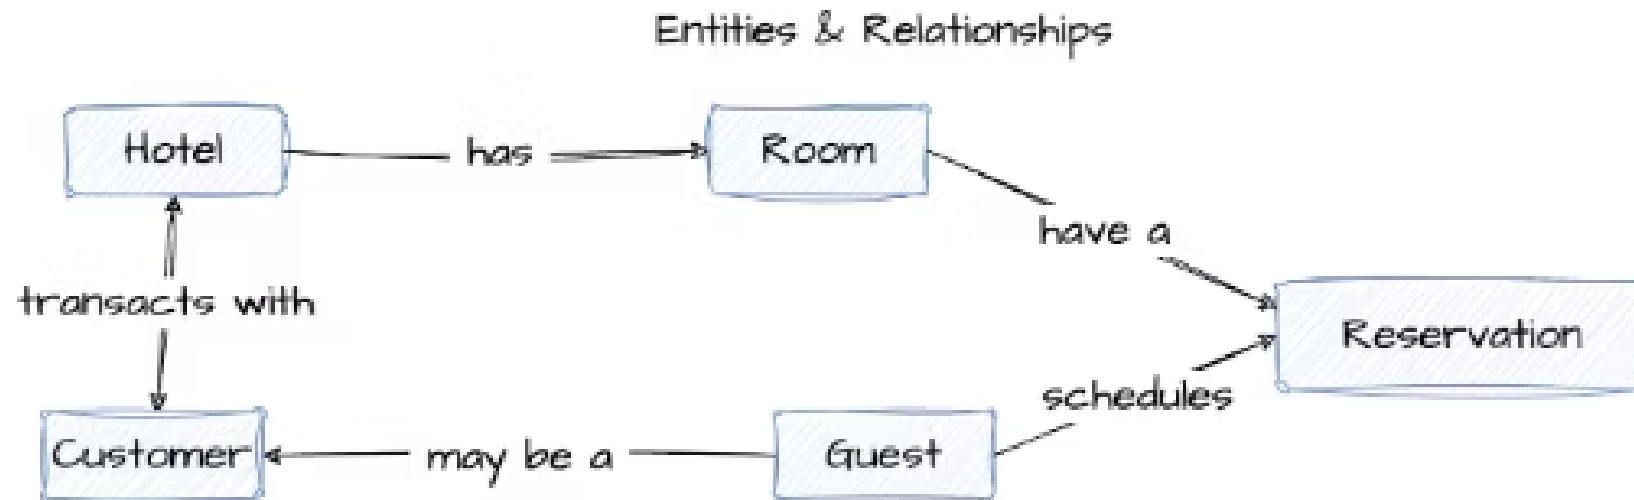 Entities & Relationships
Hotel
has
Room
have a
transacts with
Reservation
schedules
Customer
may be a
Guest